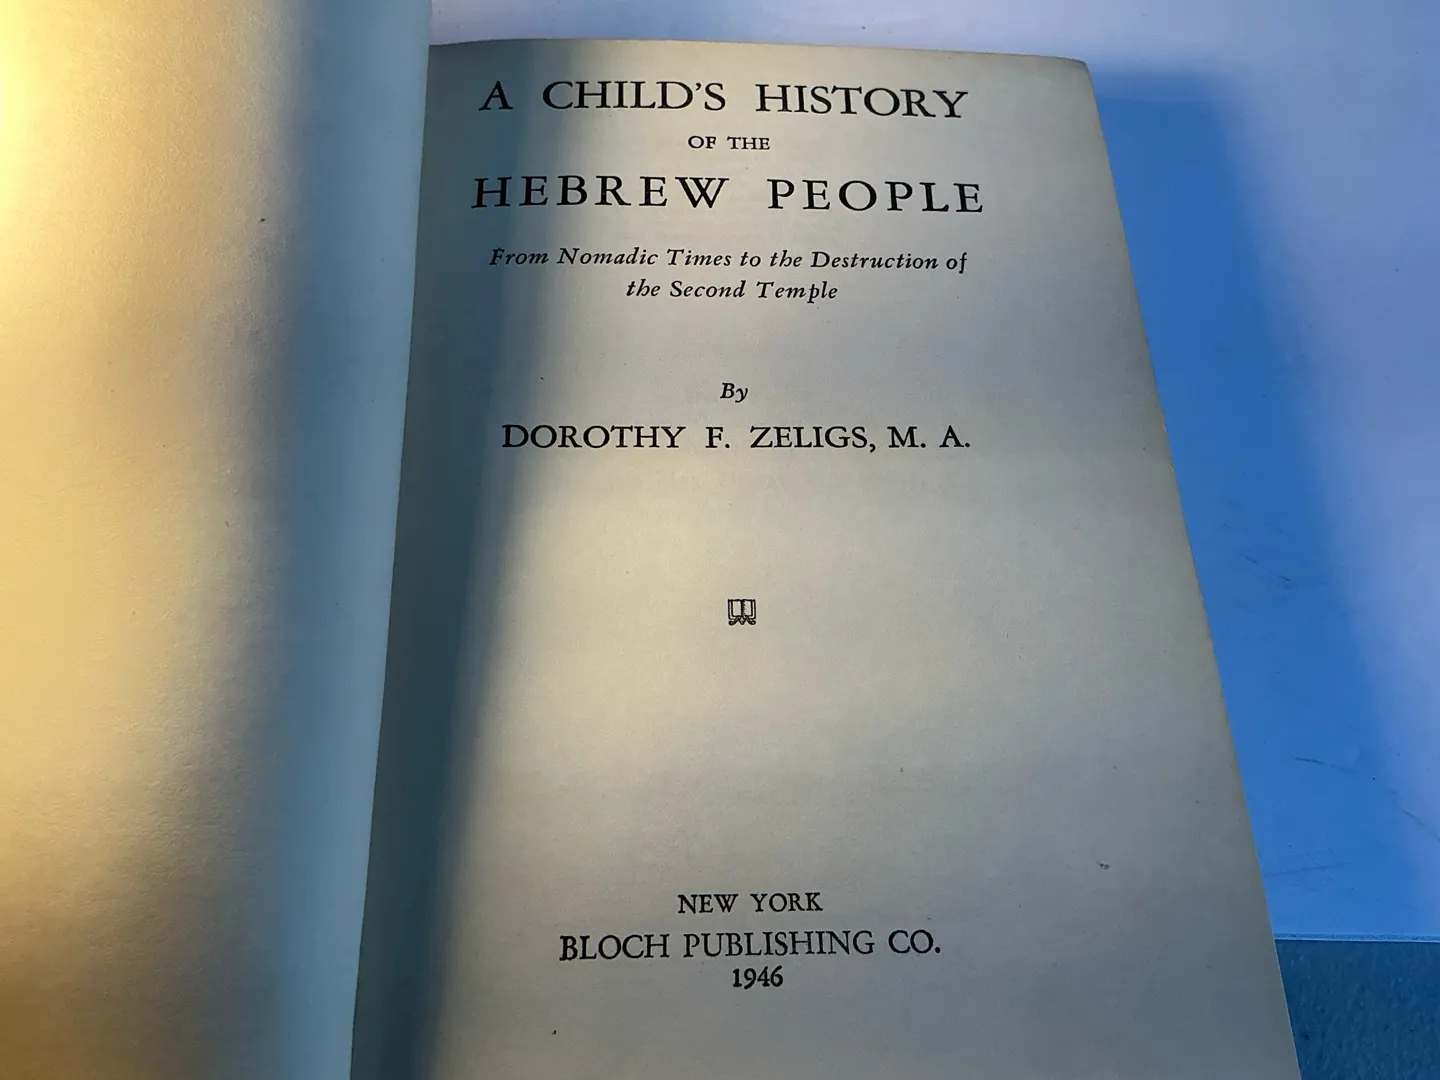 A CHILD'S HISTORY
OF THE
HEBREW PEOPLE
From Nomadic Times to the Destruction of
the Second Temple
By
DOROTHY F. ZELIGS, M. A.
NEW YORK
BLOCH PUBLISHING CO.
1946